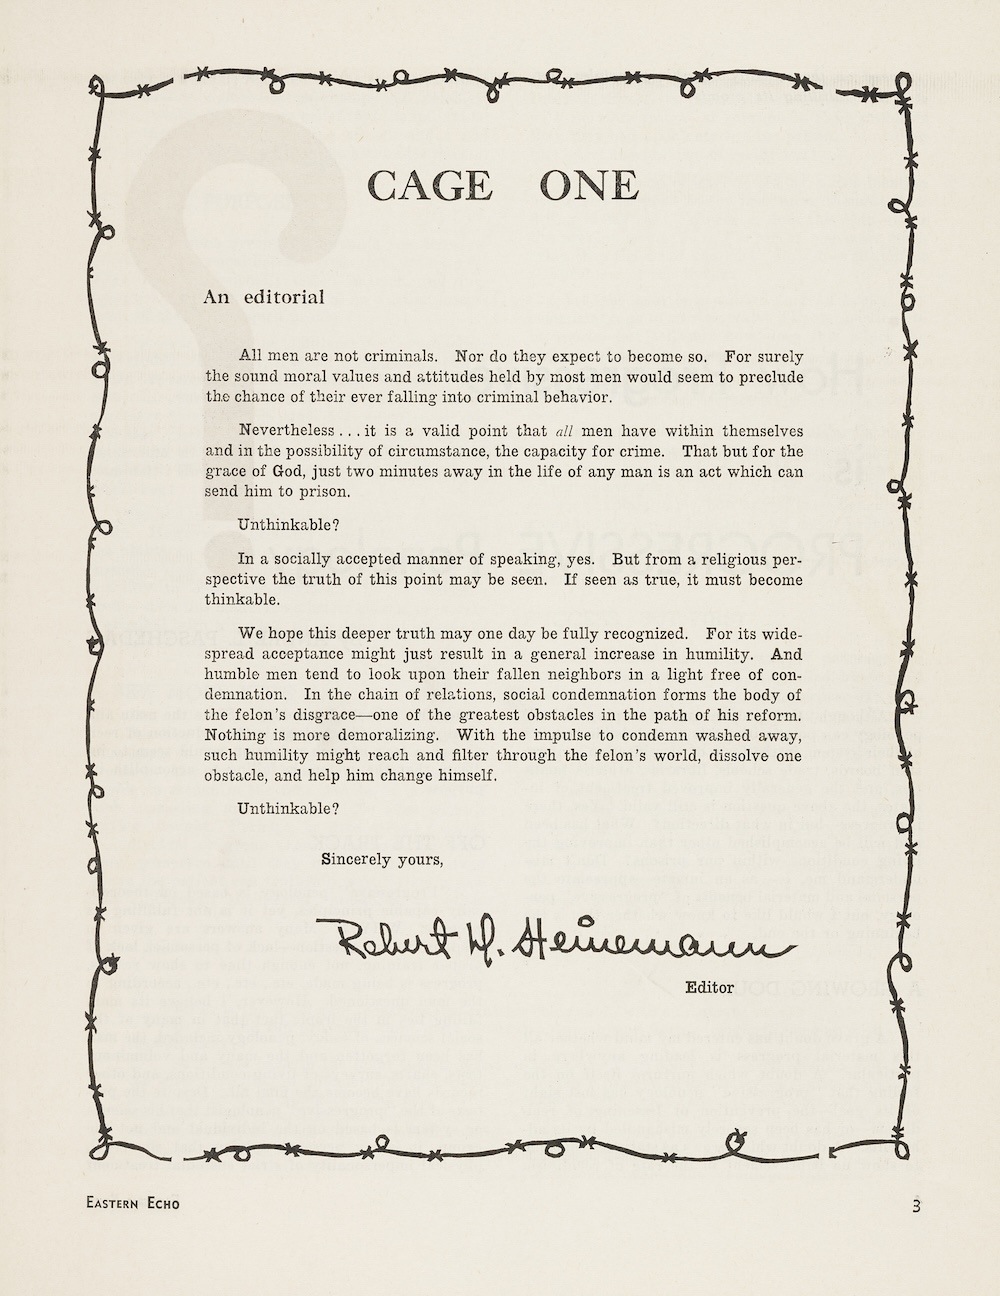 CAGE ONE
An editorial
All men are not criminals. Nor do they expect to become so. For surely
the sound moral values and attitudes held by most men would seem to preclude
the chance of their ever falling into criminal behavior.
Nevertheless . . . it is a valid point that all men have within themselves
and in the possibility of circumstance, the capacity for crime. That but for the
grace of God, just two minutes away in the life of any man is an act which can
send him to prison.
Unthinkable?
In a socially accepted manner of speaking, yes. But from a religious per-
spective the truth of this point may be seen. If seen as true, it must become
thinkable.
We hope this deeper truth may one day be fully recognized. For its wide-
spread acceptance might just result in a general increase in humility. And
humble men tend to look upon their fallen neighbors in a light free of con-
demnation. In the chain of relations, social condemnation forms the body of
the felon's disgrace—one of the greatest obstacles in the path of his reform.
Nothing is more demoralizing. With the impulse to condemn washed away,
such humility might reach and filter through the felon's world, dissolve one
obstacle, and help him change himself.
Unthinkable?
Sincerely yours,
Robert W. Heinemann
Editor
EASTERN ECHO
3